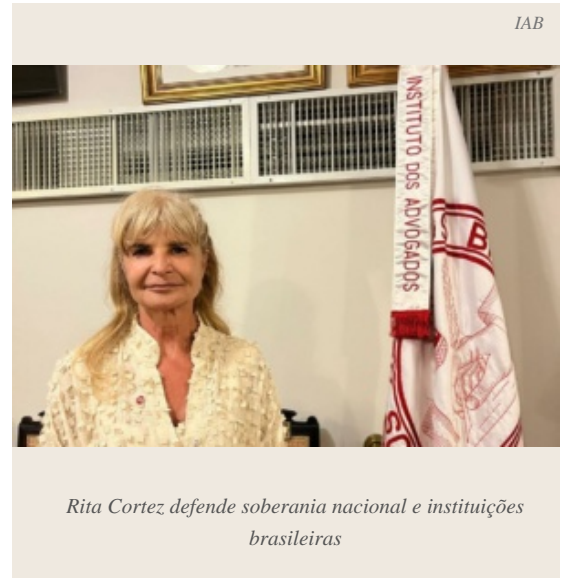 IAB
INSTITUTO DOS ADVOGADOS
B
Rita Cortez defende soberania nacional e instituições
brasileiras